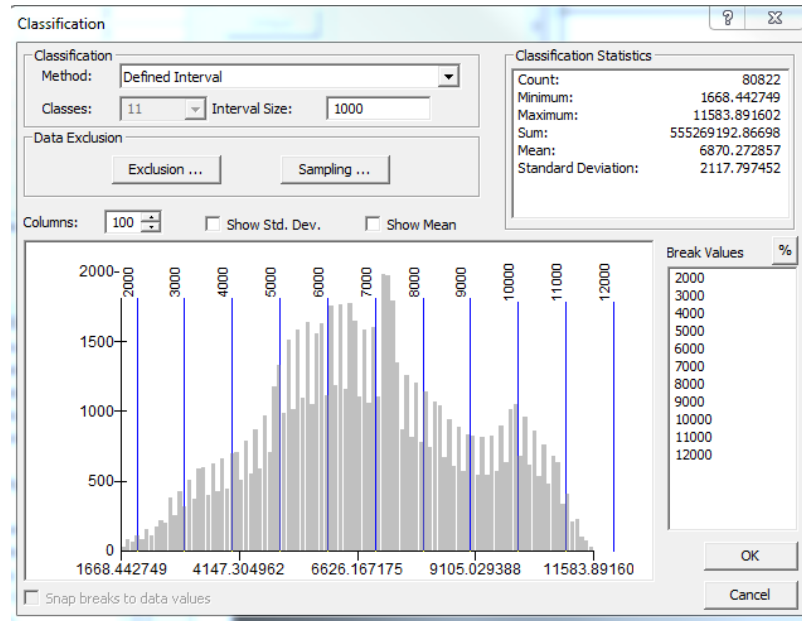 Classification
Classification
Method: Defined Interval
Classes: 11 Interval Size: 1000
Data Exclusion
Exclusion ... Sampling ...
Classification Statistics
Count: 80822
Minimum: 1668.442749
Maximum: 11583.891602
Sum: 555269192.86698
Mean: 6870.272857
Standard Deviation: 2117.797452
Columns: 100 Show Std. Dev. Show Mean
2000 3000 4000 5000 6000 7000 8000 9000 10000 11000 12000
2000
1500
1000
500
0
1668.442749 4147.304962 6626.167175 9105.029388 11583.89160
Break Values %
2000
3000
4000
5000
6000
7000
8000
9000
10000
11000
12000
OK
Cancel
Snap breaks to data values